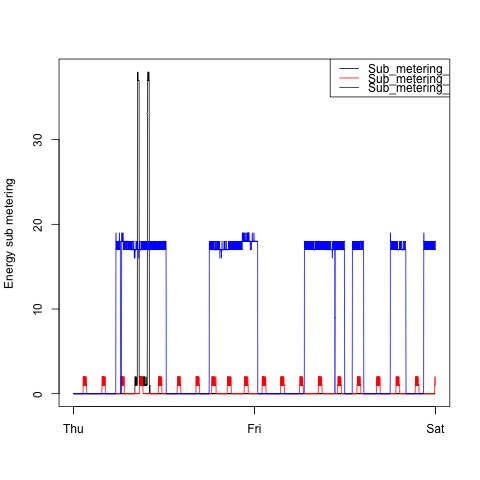 Sub_metering_
Sub_metering_
Sub_metering_
Energy sub metering
30
20
10
0
Thu Fri Sat